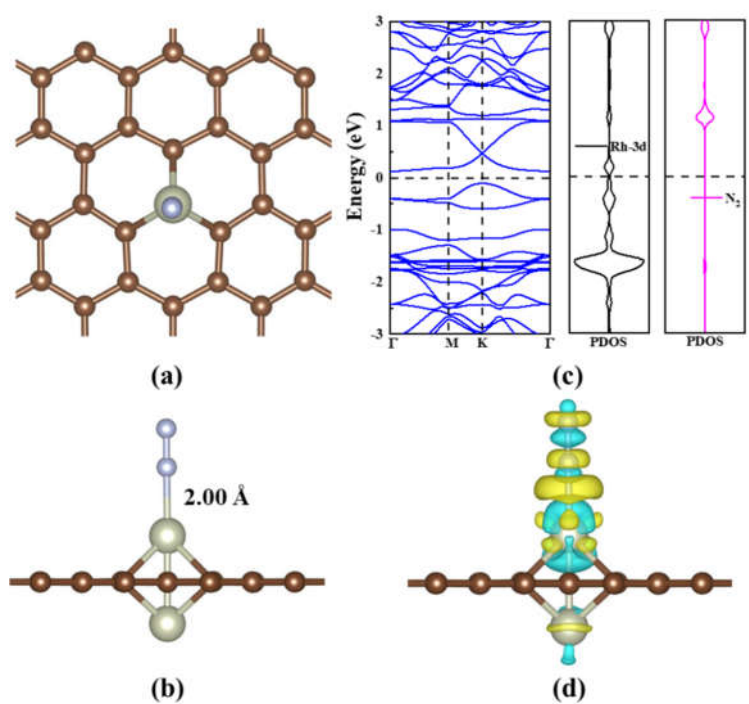 3
2
1
0
-1
-2
-3
Energy (eV)
Γ M K Γ
Rh-3d
PDOS
N₂
PDOS
(a)
(c)
2.00 Å
(b)
(d)